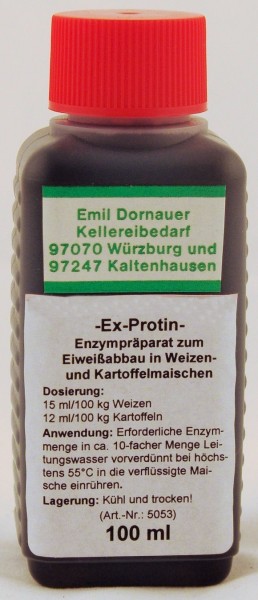 Emil Dornauer
Kellereibedarf
97070 Würzburg und
97247 Kaltenhausen
-Ex-Protin-
Enzympräparat zum
Eiweißabbau in Weizen-
und Kartoffelmaischen
Dosierung:
15 ml/100 kg Weizen
12 ml/100 kg Kartoffeln
Anwendung: Erforderliche Enzym-
menge in ca. 10-facher Menge Lei-
tungswasser vorverdünnt bei höchs-
tens 55°C in die verflüssigte Mai-
sche einrühren.
Lagerung: Kühl und trocken!
(Art.-Nr.: 5053)
100 ml